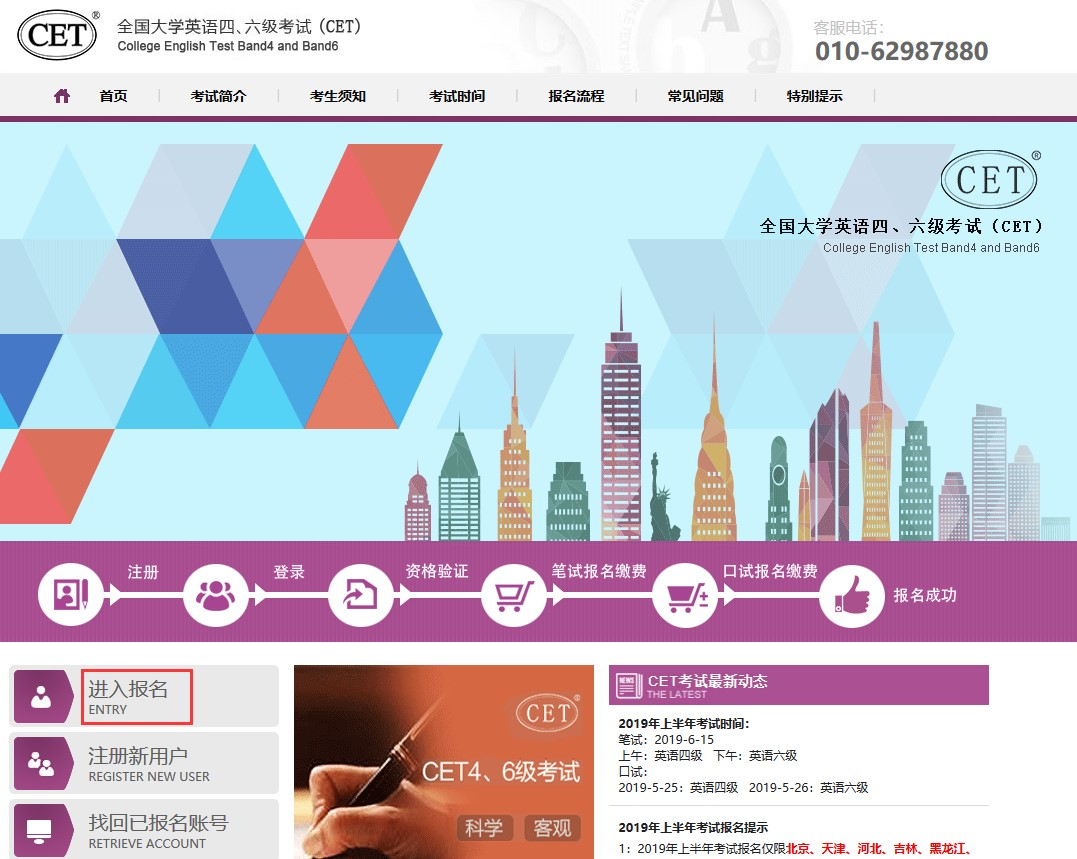 CET®
全国大学英语四、六级考试（CET）
College English Test Band4 and Band6
客服电话：
010-62987880
首页
考试简介
考生须知
考试时间
报名流程
常见问题
特别提示
CET®
全国大学英语四、六级考试（CET）
College English Test Band4 and Band6
注册
登录
资格验证
笔试报名缴费
口试报名缴费
报名成功
进入报名
ENTRY
注册新用户
REGISTER NEW USER
找回已报名账号
RETRIEVE ACCOUNT
CET®
CET4、6级考试
科学
客观
NEWS
CET考试最新动态
THE LATEST
2019年上半年考试时间：
笔试：2019-6-15
上午：英语四级 下午：英语六级
口试：
2019-5-25：英语四级 2019-5-26：英语六级
2019年上半年考试报名提示
1：2019年上半年考试报名仅限北京、天津、河北、吉林、黑龙江、